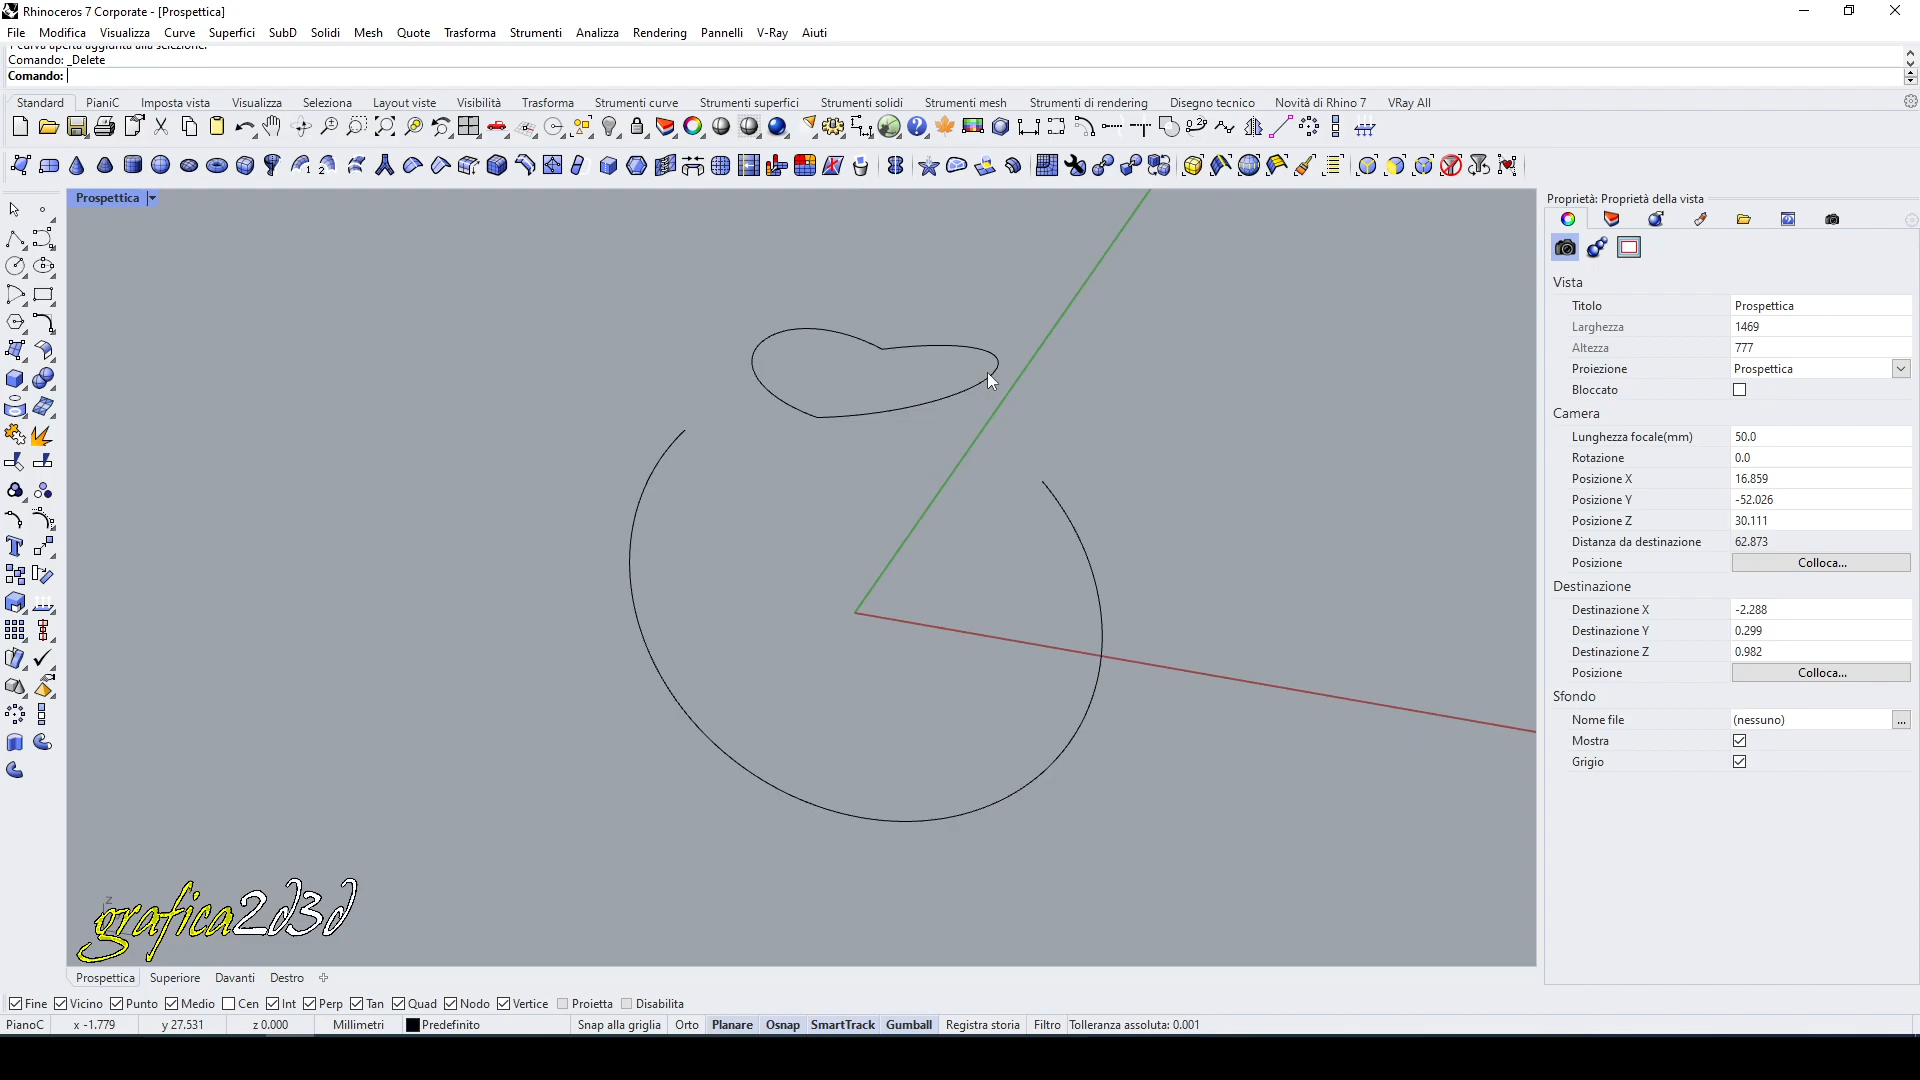 Rhinoceros 7 Corporate - [Prospettica]
File Modifica Visualizza Curve Superfici SubD Solidi Mesh Quote Trasforma Strumenti Analizza Rendering Pannelli V-Ray Aiuti
1 curva aperta aggiunta alla selezione.
Comando: _Delete
Comando:
Standard PianiC Imposta vista Visualizza Seleziona Layout viste Visibilità Trasforma Strumenti curve Strumenti superfici Strumenti solidi Strumenti mesh Strumenti di rendering Disegno tecnico Novità di Rhino 7 VRay All
Prospettica
Proprietà: Proprietà della vista
Vista
Titolo Prospettica
Larghezza 1469
Altezza 777
Proiezione Prospettica
Bloccato
Camera
Lunghezza focale(mm) 50.0
Rotazione 0.0
Posizione X 16.859
Posizione Y -52.026
Posizione Z 30.111
Distanza da destinazione 62.873
Posizione Colloca...
Destinazione
Destinazione X -2.288
Destinazione Y 0.299
Destinazione Z 0.982
Posizione Colloca...
Sfondo
Nome file (nessuno) ...
Mostra
Grigio
z
grafica2d3d
Prospettica Superiore Davanti Destro
Fine Vicino Punto Medio Cen Int Perp Tan Quad Nodo Vertice Proietta Disabilita
PianoC x -1.779 y 27.531 z 0.000 Millimetri Predefinito Snap alla griglia Orto Planare Osnap SmartTrack Gumball Registra storia Filtro Tolleranza assoluta: 0.001